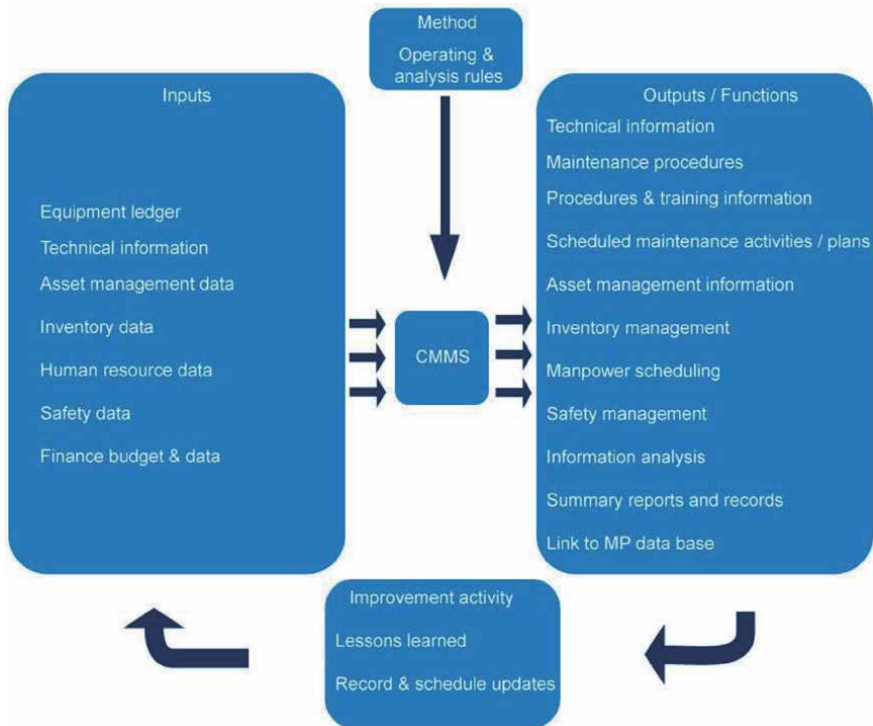 Method
Operating &
analysis rules
Inputs
Equipment ledger
Technical information
Asset management data
Inventory data
Human resource data
Safety data
Finance budget & data
CMMS
Outputs / Functions
Technical information
Maintenance procedures
Procedures & training information
Scheduled maintenance activities / plans
Asset management information
Inventory management
Manpower scheduling
Safety management
Information analysis
Summary reports and records
Link to MP data base
Improvement activity
Lessons learned
Record & schedule updates